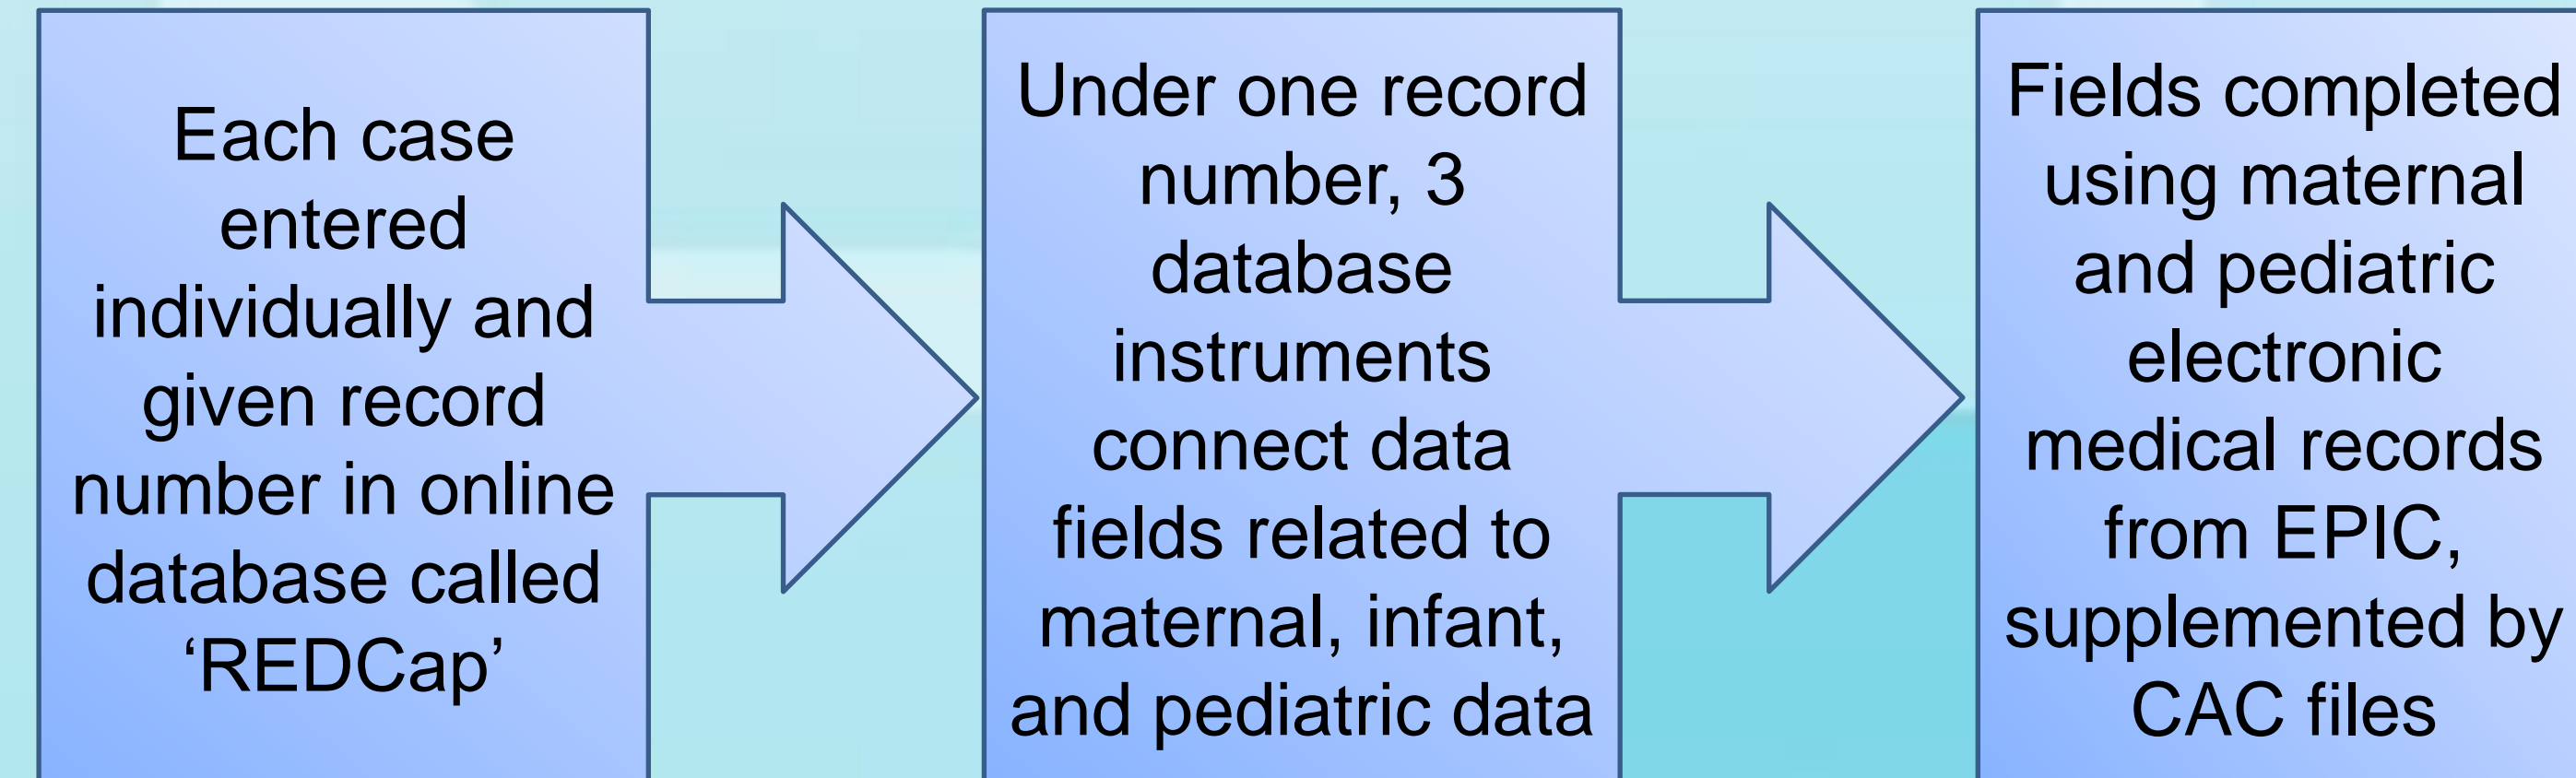 Each case
entered
individually and
given record
number in online
database called
‘REDCap’
Under one record
number, 3
database
instruments
connect data
fields related to
maternal, infant,
and pediatric data
Fields completed
using maternal
and pediatric
electronic
medical records
from EPIC,
supplemented by
CAC files